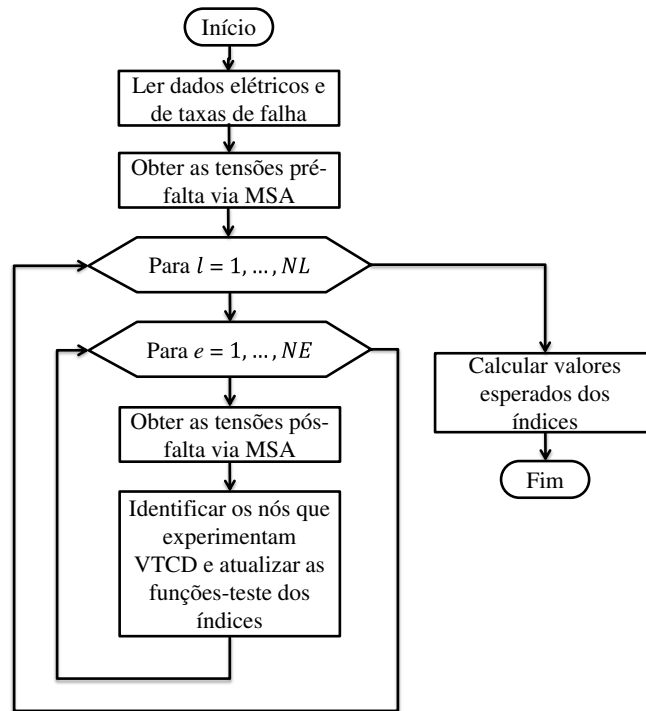 Início
Ler dados elétricos e
de taxas de falha
Obter as tensões pré-
falta via MSA
Para l = 1, … , NL
Para e = 1, … , NE
Obter as tensões pós-
falta via MSA
Identificar os nós que
experimentam
VTCD e atualizar as
funções-teste dos
índices
Calcular valores
esperados dos
índices
Fim